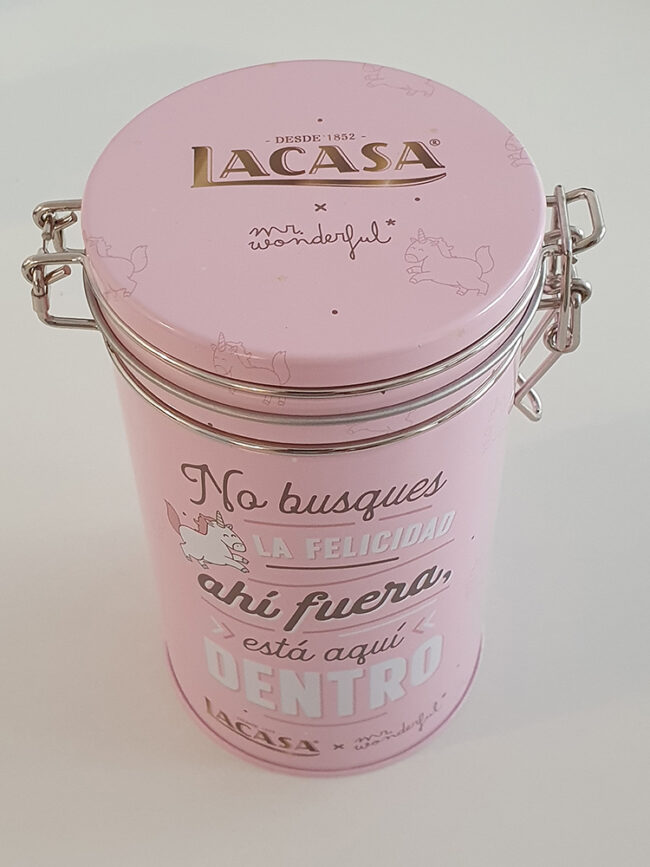 - DESDE 1852 -
LACASA®
x
mr.
wonderful*
No busques
LA FELICIDAD
ahí fuera,
está aquí
DENTRO
LACASA x mr. wonderful*